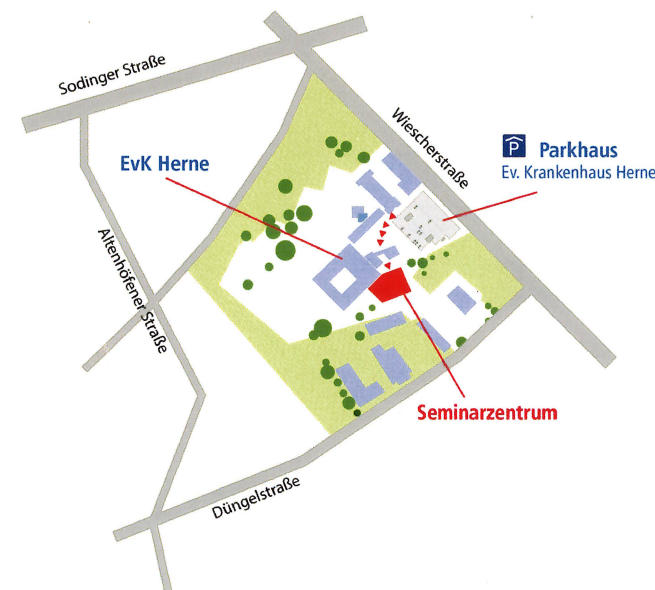 Sodinger Straße
Wiescherstraße
P Parkhaus
Ev. Krankenhaus Herne
EvK Herne
Altenhöfener Straße
Seminarzentrum
Düngelstraße